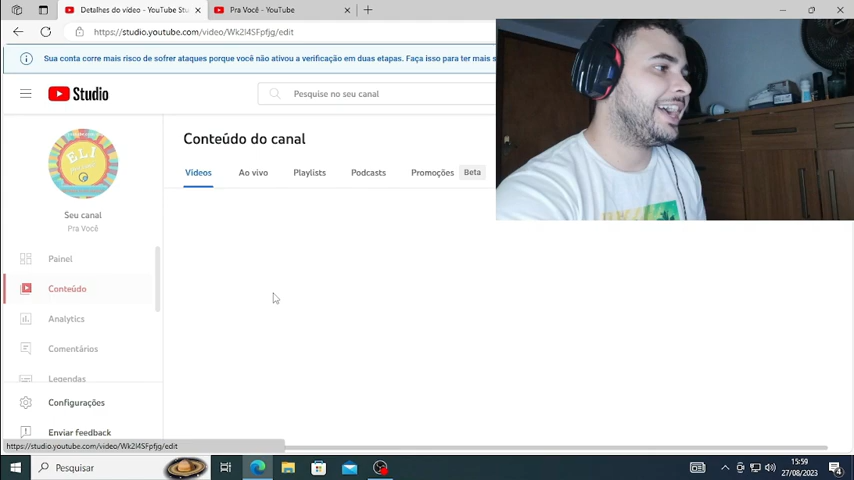 Detalhes do vídeo - YouTube Stu
Pra Você - YouTube
https://studio.youtube.com/video/Wk2l4SFpfjg/edit
Sua conta corre mais risco de sofrer ataques porque você não ativou a verificação em duas etapas. Faça isso para ter mais s
Studio
Pesquise no seu canal
ELI
Conteúdo do canal
Vídeos
Ao vivo
Playlists
Podcasts
Promoções
Beta
Seu canal
Pra Você
Painel
Conteúdo
Analytics
Comentários
Legendas
Configurações
Enviar feedback
https://studio.youtube.com/video/Wk2l4SFpfjg/edit
Pesquisar
15:59
27/08/2023
4